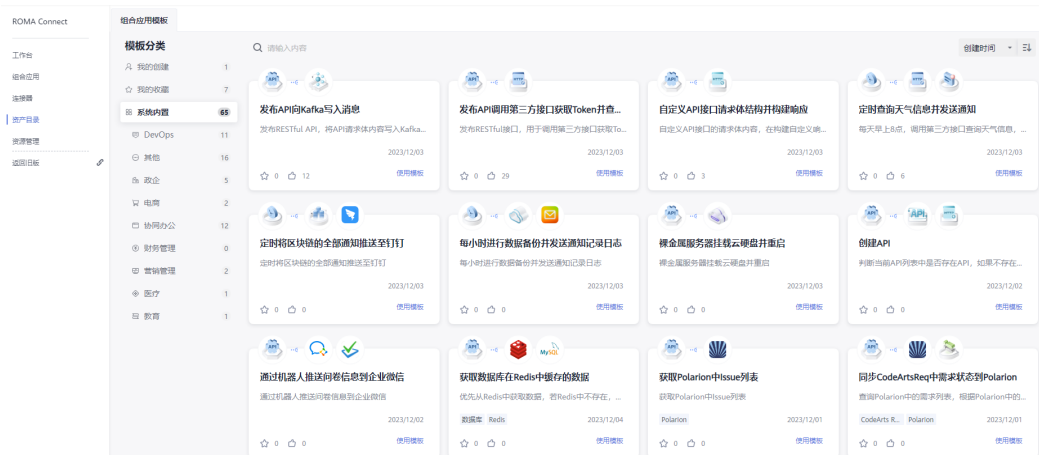 ROMA Connect
工作台
组合应用
连接器
资产目录
资源管理
返回旧板
组合应用模板
模板分类
我的创建 1
我的收藏 7
系统内置 65
DevOps 11
其他 16
政企 5
电商 2
协同办公 12
财务管理 0
营销管理 2
医疗 1
教育 1
请输入内容
创建时间
发布API向Kafka写入消息
发布RESTful API，将API请求体内容写入Kafka...
2023/12/03
0 12 使用模板
发布API调用第三方接口获取Token并查...
发布RESTful接口，用于调用第三方接口获取To...
2023/12/03
0 29 使用模板
自定义API接口请求体结构并构建响应
自定义API接口的请求体内容，在构建自定义响...
2023/12/03
0 3 使用模板
定时查询天气信息并发送通知
每天早上8点，调用第三方接口查询天气信息，...
2023/12/03
0 6 使用模板
定时将区块链的全部通知推送至钉钉
定时将区块链的全部通知推送至钉钉
2023/12/03
0 0 使用模板
每小时进行数据备份并发送通知记录日志
每小时进行数据备份并发送通知记录日志
2023/12/03
0 0 使用模板
裸金属服务器挂载云硬盘并重启
裸金属服务器挂载云硬盘并重启
2023/12/03
0 0 使用模板
API
创建API
判断当前API列表中是否存在API，如果不存在...
2023/12/02
0 0 使用模板
通过机器人推送问卷信息到企业微信
通过机器人推送问卷信息到企业微信
2023/12/02
0 0 使用模板
MySQL
获取数据库在Redis中缓存的数据
优先从Redis中获取数据，若Redis中不存在，...
数据库 Redis 2023/12/04
0 0 使用模板
获取Polarion中Issue列表
获取Polarion中Issue列表
Polarion 2023/12/01
0 0 使用模板
同步CodeArtsReq中需求状态到Polarion
查询Polarion中的需求列表，根据Polarion中的...
CodeArts R... Polarion 2023/12/01
0 0 使用模板